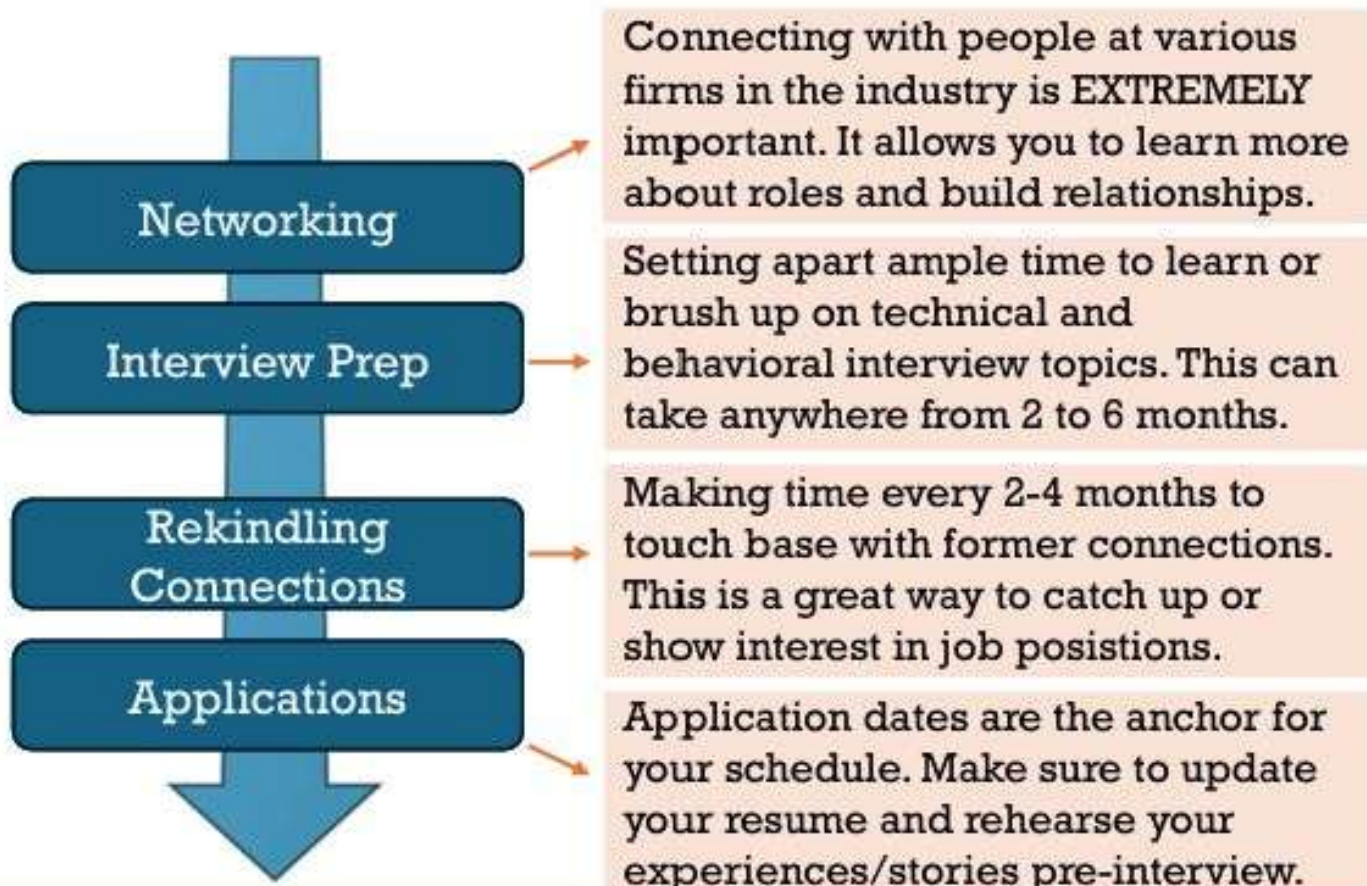 Networking
Connecting with people at various
firms in the industry is EXTREMELY
important. It allows you to learn more
about roles and build relationships.
Interview Prep
Setting apart ample time to learn or
brush up on technical and
behavioral interview topics. This can
take anywhere from 2 to 6 months.
Rekindling
Connections
Making time every 2-4 months to
touch base with former connections.
This is a great way to catch up or
show interest in job posistions.
Applications
Application dates are the anchor for
your schedule. Make sure to update
your resume and rehearse your
experiences/stories pre-interview.